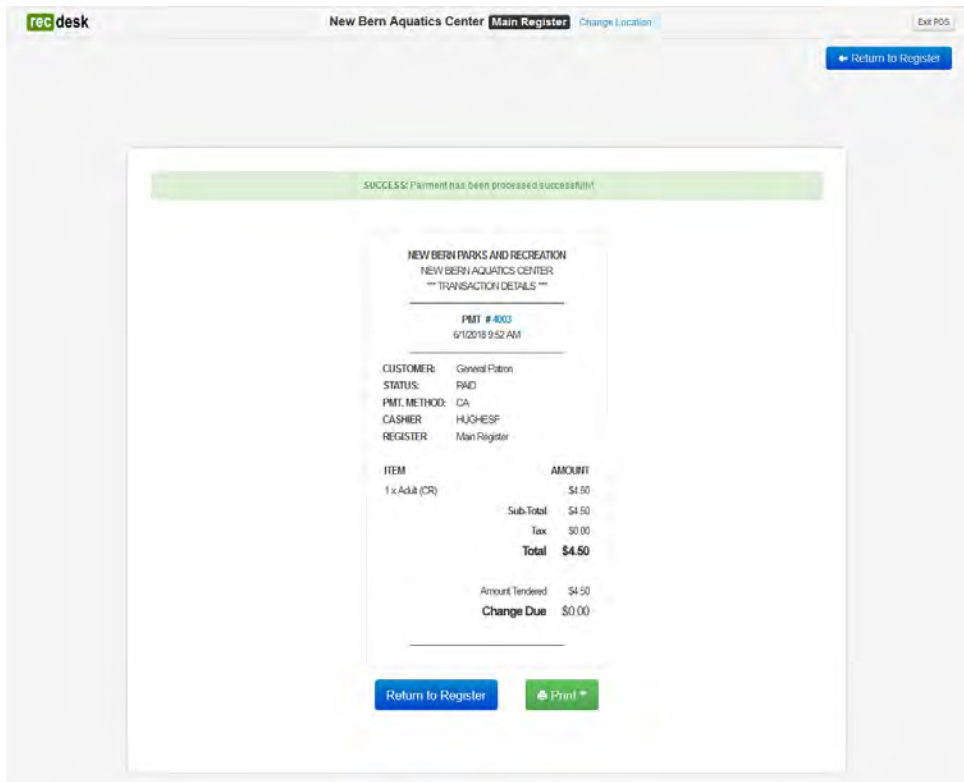 rec desk New Bern Aquatics Center Main Register Change Location Exit POS
Return to Register
SUCCESS: Payment has been processed successfully!
NEW BERN PARKS AND RECREATION
NEW BERN AQUATICS CENTER
*** TRANSACTION DETAILS ***
PMT # 4003
6/1/2018 9:52 AM
CUSTOMER: General Patron
STATUS: PAID
PMT. METHOD: CA
CASHIER HUGHESF
REGISTER Main Register
ITEM AMOUNT
1 x Adult (CR) $4.50
Sub-Total $4.50
Tax $0.00
Total $4.50
Amount Tendered $4.50
Change Due $0.00
Return to Register Print